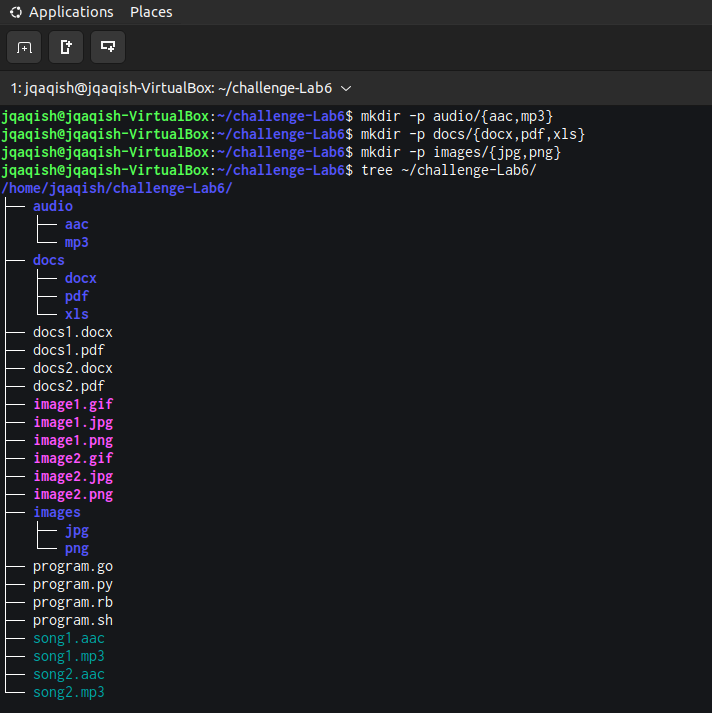 Applications Places
1: jqaqish@jqaqish-VirtualBox: ~/challenge-Lab6
jqaqish@jqaqish-VirtualBox:~/challenge-Lab6$ mkdir -p audio/{aac,mp3}
jqaqish@jqaqish-VirtualBox:~/challenge-Lab6$ mkdir -p docs/{docx,pdf,xls}
jqaqish@jqaqish-VirtualBox:~/challenge-Lab6$ mkdir -p images/{jpg,png}
jqaqish@jqaqish-VirtualBox:~/challenge-Lab6$ tree ~/challenge-Lab6/
/home/jqaqish/challenge-Lab6/
├── audio
│   ├── aac
│   └── mp3
├── docs
│   ├── docx
│   ├── pdf
│   └── xls
├── docs1.docx
├── docs1.pdf
├── docs2.docx
├── docs2.pdf
├── image1.gif
├── image1.jpg
├── image1.png
├── image2.gif
├── image2.jpg
├── image2.png
├── images
│   ├── jpg
│   └── png
├── program.go
├── program.py
├── program.rb
├── program.sh
├── song1.aac
├── song1.mp3
├── song2.aac
└── song2.mp3